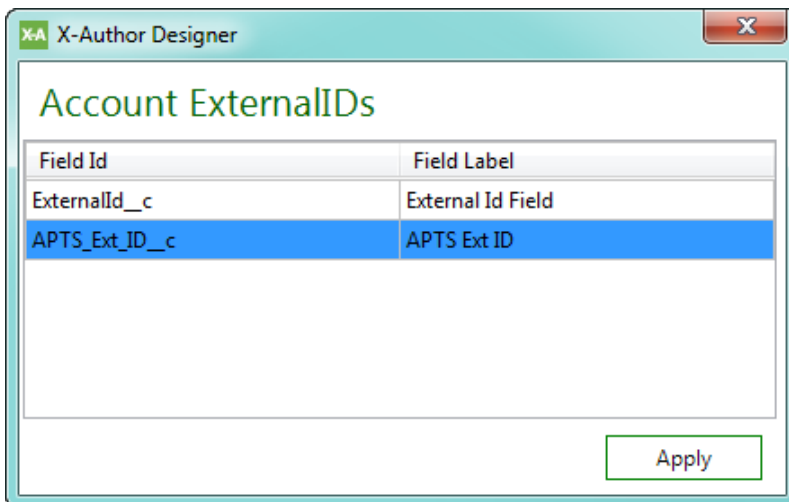 X-A X-Author Designer
Account ExternalIDs
Field Id Field Label
ExternalId__c External Id Field
APTS_Ext_ID__c APTS Ext ID
Apply